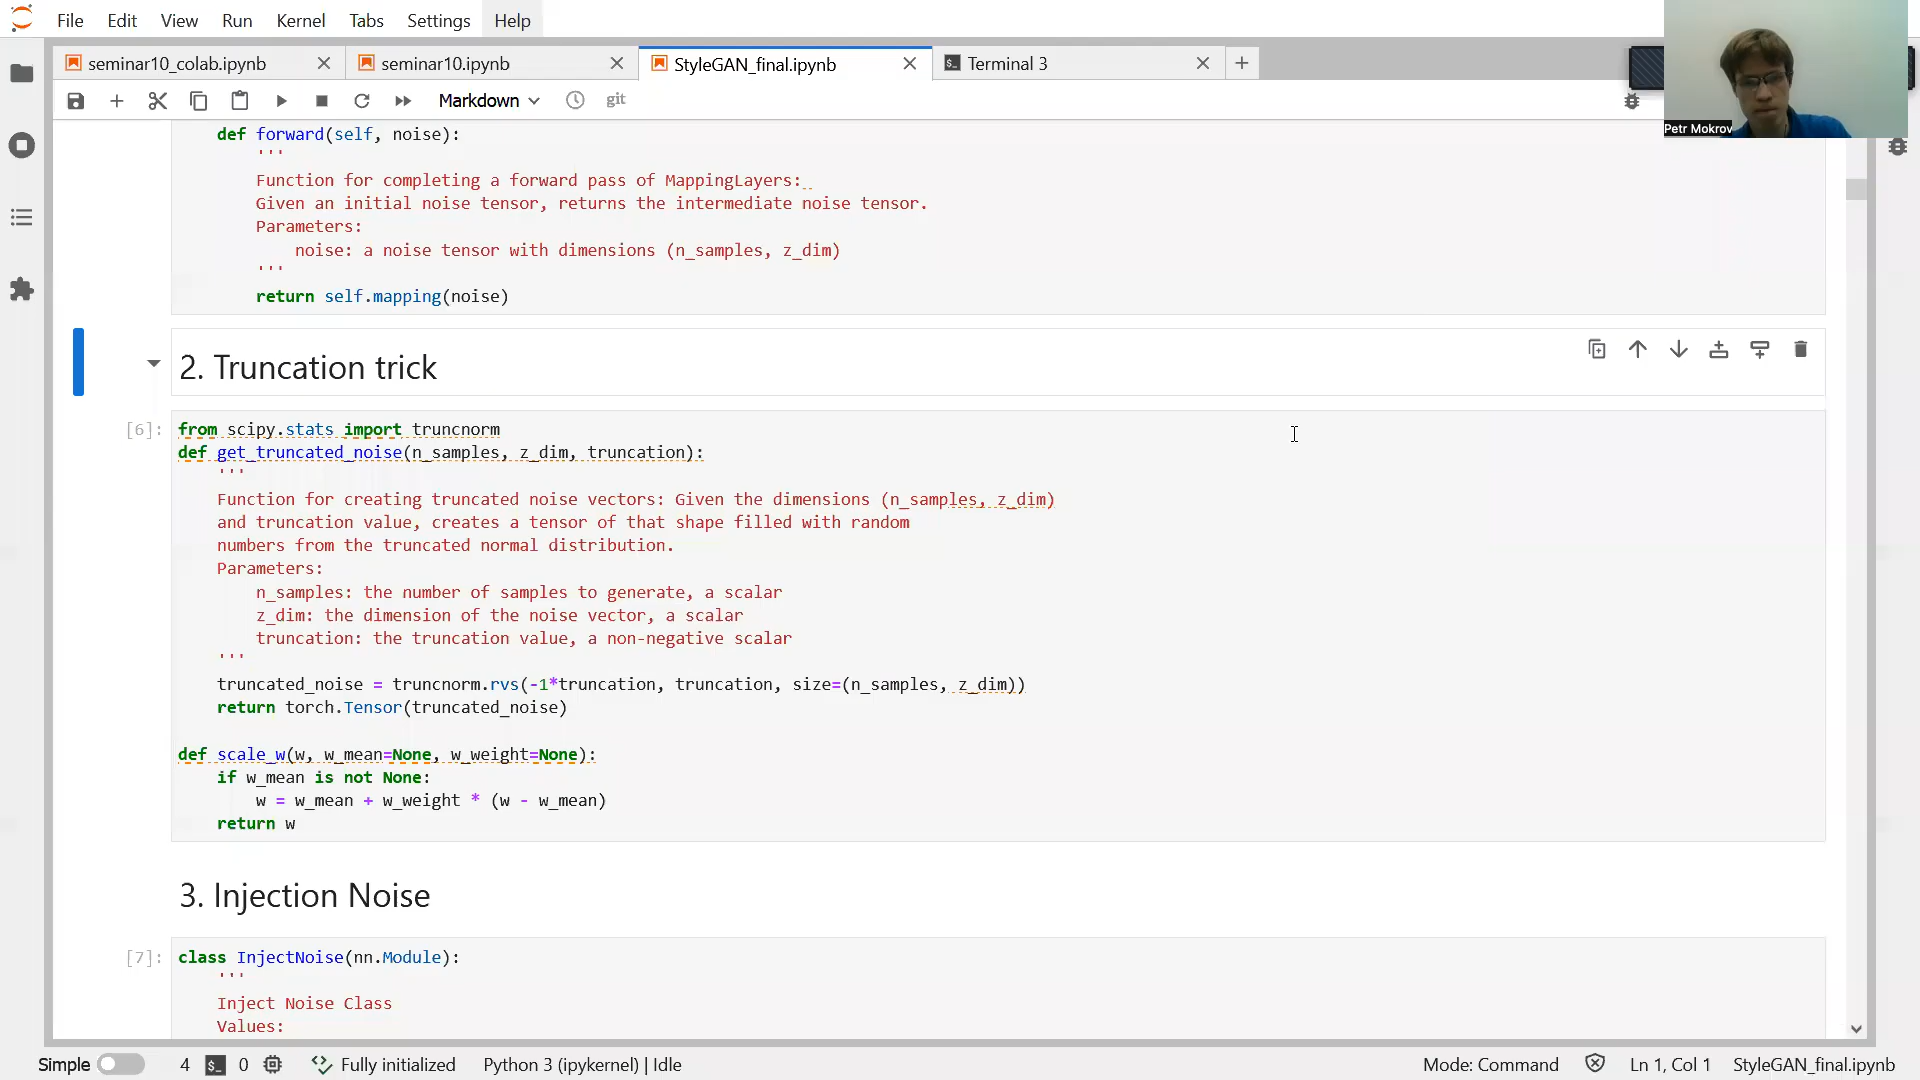 File Edit View Run Kernel Tabs Settings Help
seminar10_colab.ipynb seminar10.ipynb StyleGAN_final.ipynb Terminal 3
Markdown git
Petr Mokrov
def forward(self, noise):
'''
Function for completing a forward pass of MappingLayers:
Given an initial noise tensor, returns the intermediate noise tensor.
Parameters:
noise: a noise tensor with dimensions (n_samples, z_dim)
'''
return self.mapping(noise)
2. Truncation trick
[6]:
from scipy.stats import truncnorm
def get_truncated_noise(n_samples, z_dim, truncation):
'''
Function for creating truncated noise vectors: Given the dimensions (n_samples, z_dim)
and truncation value, creates a tensor of that shape filled with random
numbers from the truncated normal distribution.
Parameters:
n_samples: the number of samples to generate, a scalar
z_dim: the dimension of the noise vector, a scalar
truncation: the truncation value, a non-negative scalar
'''
truncated_noise = truncnorm.rvs(-1*truncation, truncation, size=(n_samples, z_dim))
return torch.Tensor(truncated_noise)
def scale_w(w, w_mean=None, w_weight=None):
if w_mean is not None:
w = w_mean + w_weight * (w - w_mean)
return w
3. Injection Noise
[7]:
class InjectNoise(nn.Module):
'''
Inject Noise Class
Values:
Simple 4 $_ 0 Fully initialized Python 3 (ipykernel) | Idle Mode: Command Ln 1, Col 1 StyleGAN_final.ipynb